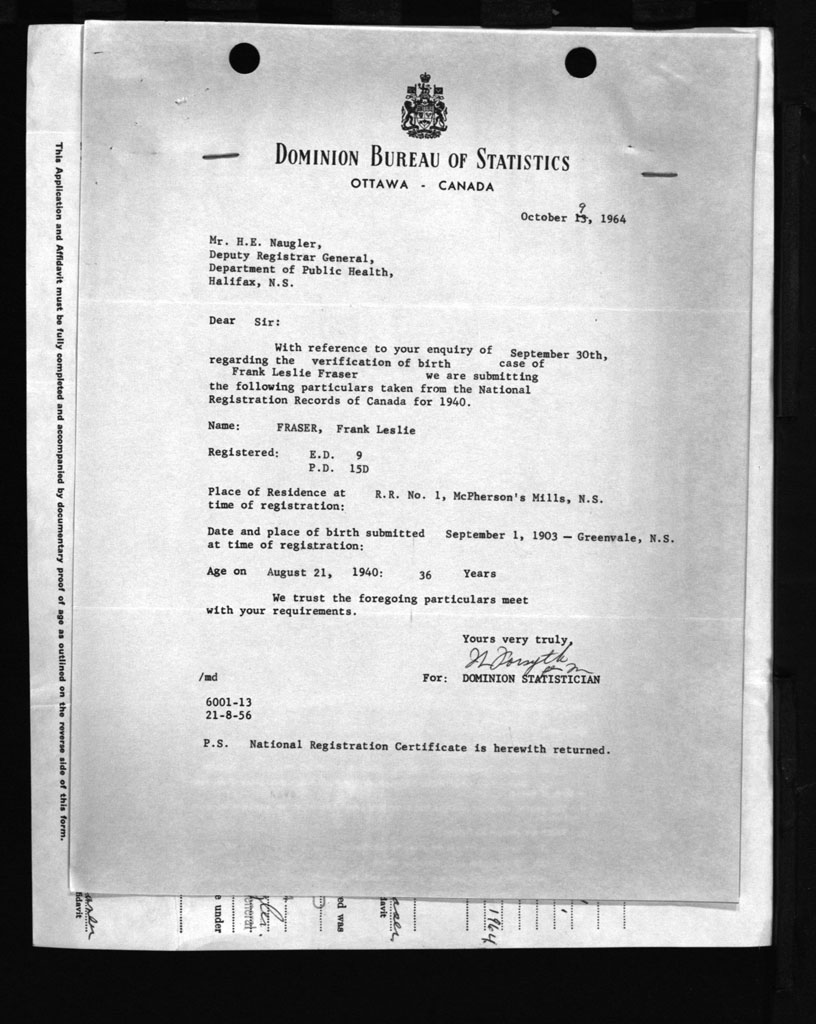 DOMINION BUREAU OF STATISTICS
OTTAWA - CANADA
9
October 13, 1964
Mr. H.E. Naugler,
Deputy Registrar General,
Department of Public Health,
Halifax, N.S.
Dear Sir:
With reference to your enquiry of September 30th,
regarding the verification of birth case of
Frank Leslie Fraser we are submitting
the following particulars taken from the National
Registration Records of Canada for 1940.
Name: FRASER, Frank Leslie
Registered: E.D. 9
P.D. 15D
Place of Residence at R.R. No. 1, McPherson's Mills, N.S.
time of registration:
Date and place of birth submitted September 1, 1903 — Greenvale, N.S.
at time of registration:
Age on August 21, 1940: 36 Years
We trust the foregoing particulars meet
with your requirements.
Yours very truly,
For: DOMINION STATISTICIAN
/md
6001-13
21-8-56
P.S. National Registration Certificate is herewith returned.
This Application and Affidavit must be fully completed and accompanied by documentary proof of age as outlined on the reverse side of this form.
fidavit
e under
ed was
1964